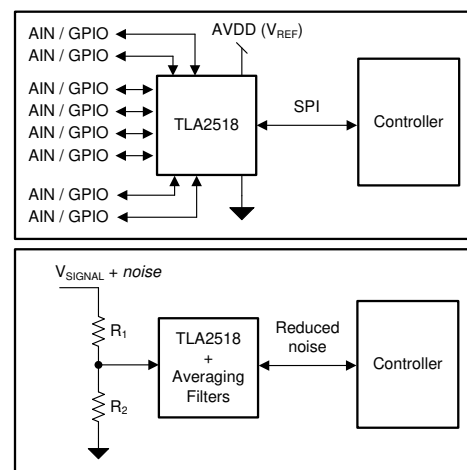 AIN / GPIO
AIN / GPIO
AIN / GPIO
AIN / GPIO
AIN / GPIO
AIN / GPIO
AIN / GPIO
AIN / GPIO
AVDD (VREF)
TLA2518
SPI
Controller
VSIGNAL + noise
R1
R2
TLA2518
+
Averaging
Filters
Reduced
noise
Controller